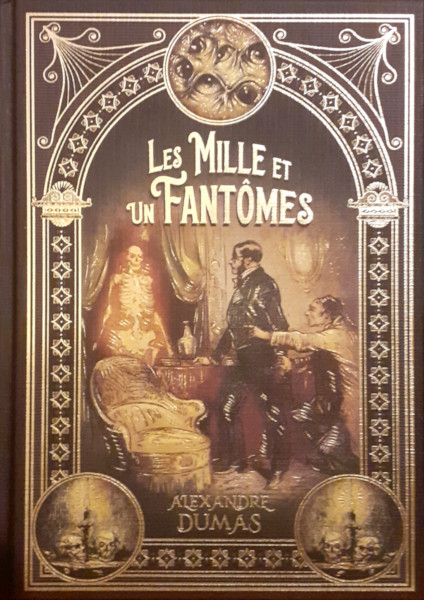 LES MILLE ET
UN FANTÔMES
ALEXANDRE
DUMAS